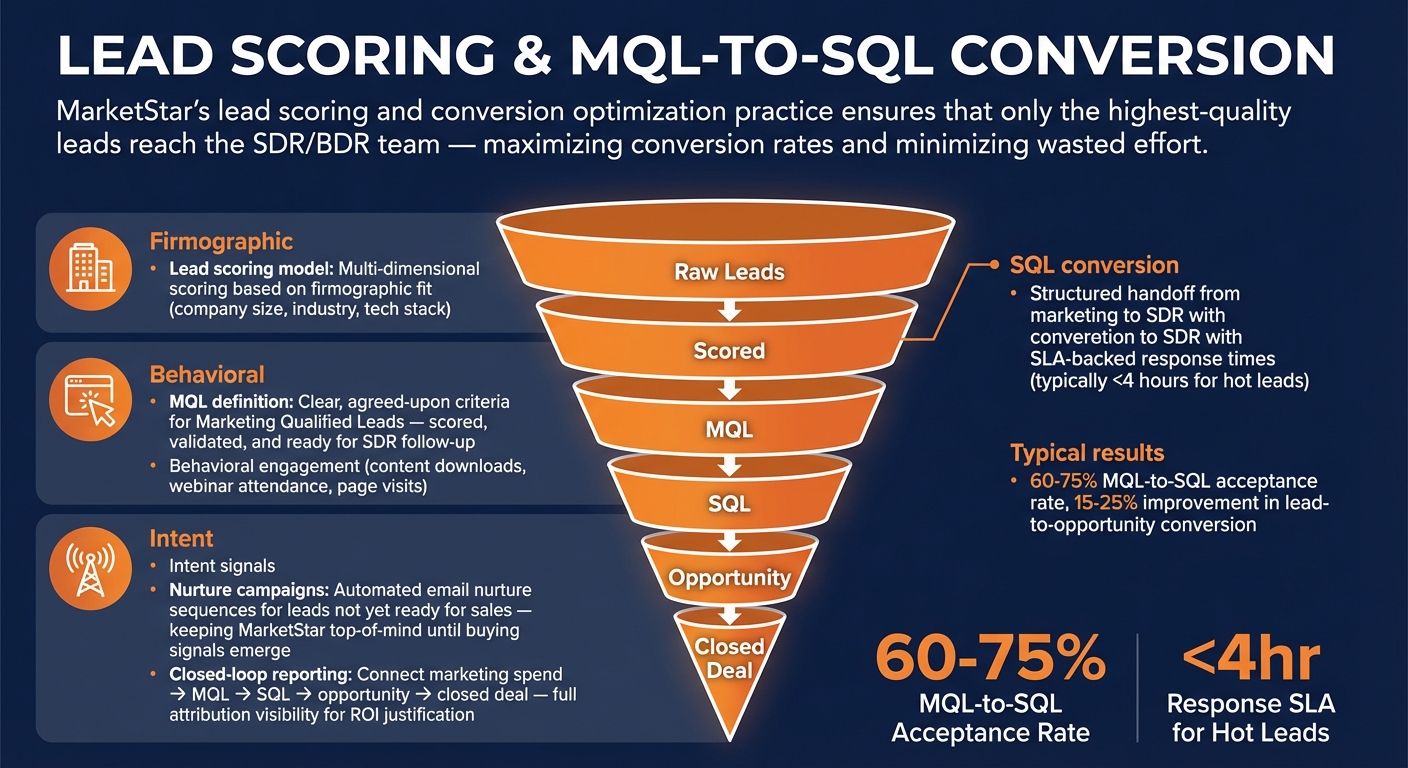 LEAD SCORING & MQL-TO-SQL CONVERSION
MarketStar's lead scoring and conversion optimization practice ensures that only the highest-quality
leads reach the SDR/BDR team — maximizing conversion rates and minimizing wasted effort.
Firmographic
• Lead scoring model: Multi-dimensional
scoring based on firmographic fit
(company size, industry, tech stack)
Behavioral
• MQL definition: Clear, agreed-upon criteria
for Marketing Qualified Leads — scored,
validated, and ready for SDR follow-up
• Behavioral engagement (content downloads,
webinar attendance, page visits)
Intent
• Intent signals
• Nurture campaigns: Automated email nurture
sequences for leads not yet ready for sales —
keeping MarketStar top-of-mind until buying
signals emerge
• Closed-loop reporting: Connect marketing spend
→ MQL → SQL → opportunity → closed deal — full
attribution visibility for ROI justification
Raw Leads
Scored
MQL
SQL
Opportunity
Closed
Deal
SQL conversion
• Structured handoff from
marketing to SDR with
converetion to SDR with
SLA-backed response times
(typically <4 hours for hot leads)
Typical results
• 60-75% MQL-to-SQL acceptance
rate, 15-25% improvement in lead-
to-opportunity conversion
60-75%
MQL-to-SQL
Acceptance Rate
<4hr
Response SLA
for Hot Leads